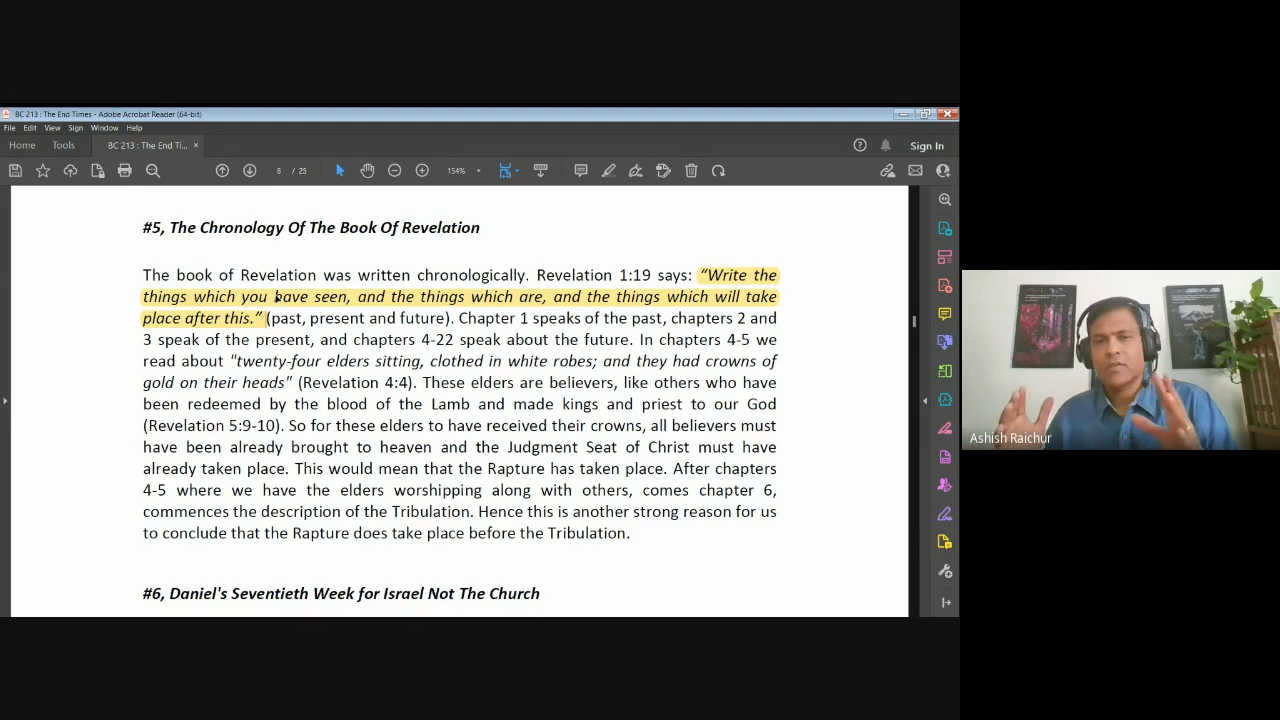 BC 213 : The End Times - Adobe Acrobat Reader (64-bit)
File Edit View Sign Window Help
Home Tools BC 213 : The End Ti... × Sign In
8 / 25 154%
#5, The Chronology Of The Book Of Revelation
The book of Revelation was written chronologically. Revelation 1:19 says: “Write the
things which you have seen, and the things which are, and the things which will take
place after this.” (past, present and future). Chapter 1 speaks of the past, chapters 2 and
3 speak of the present, and chapters 4-22 speak about the future. In chapters 4-5 we
read about "twenty-four elders sitting, clothed in white robes; and they had crowns of
gold on their heads" (Revelation 4:4). These elders are believers, like others who have
been redeemed by the blood of the Lamb and made kings and priest to our God
(Revelation 5:9-10). So for these elders to have received their crowns, all believers must
have been already brought to heaven and the Judgment Seat of Christ must have
already taken place. This would mean that the Rapture has taken place. After chapters
4-5 where we have the elders worshipping along with others, comes chapter 6,
commences the description of the Tribulation. Hence this is another strong reason for us
to conclude that the Rapture does take place before the Tribulation.
#6, Daniel's Seventieth Week for Israel Not The Church
Ashish Raichur